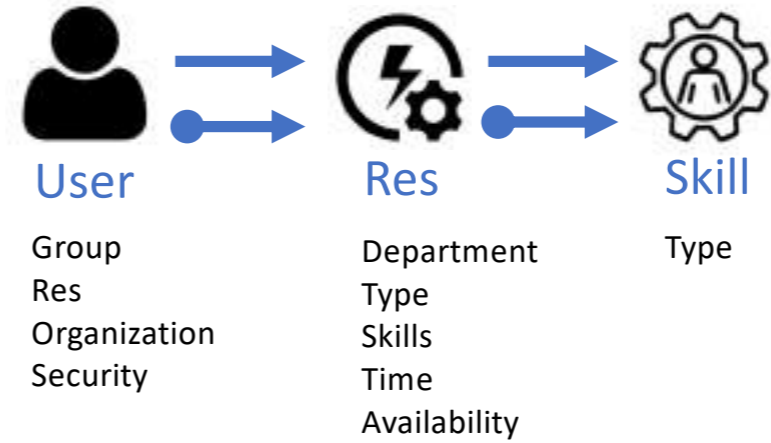 User
Res
Skill
Group
Res
Organization
Security
Department
Type
Skills
Time
Availability
Type